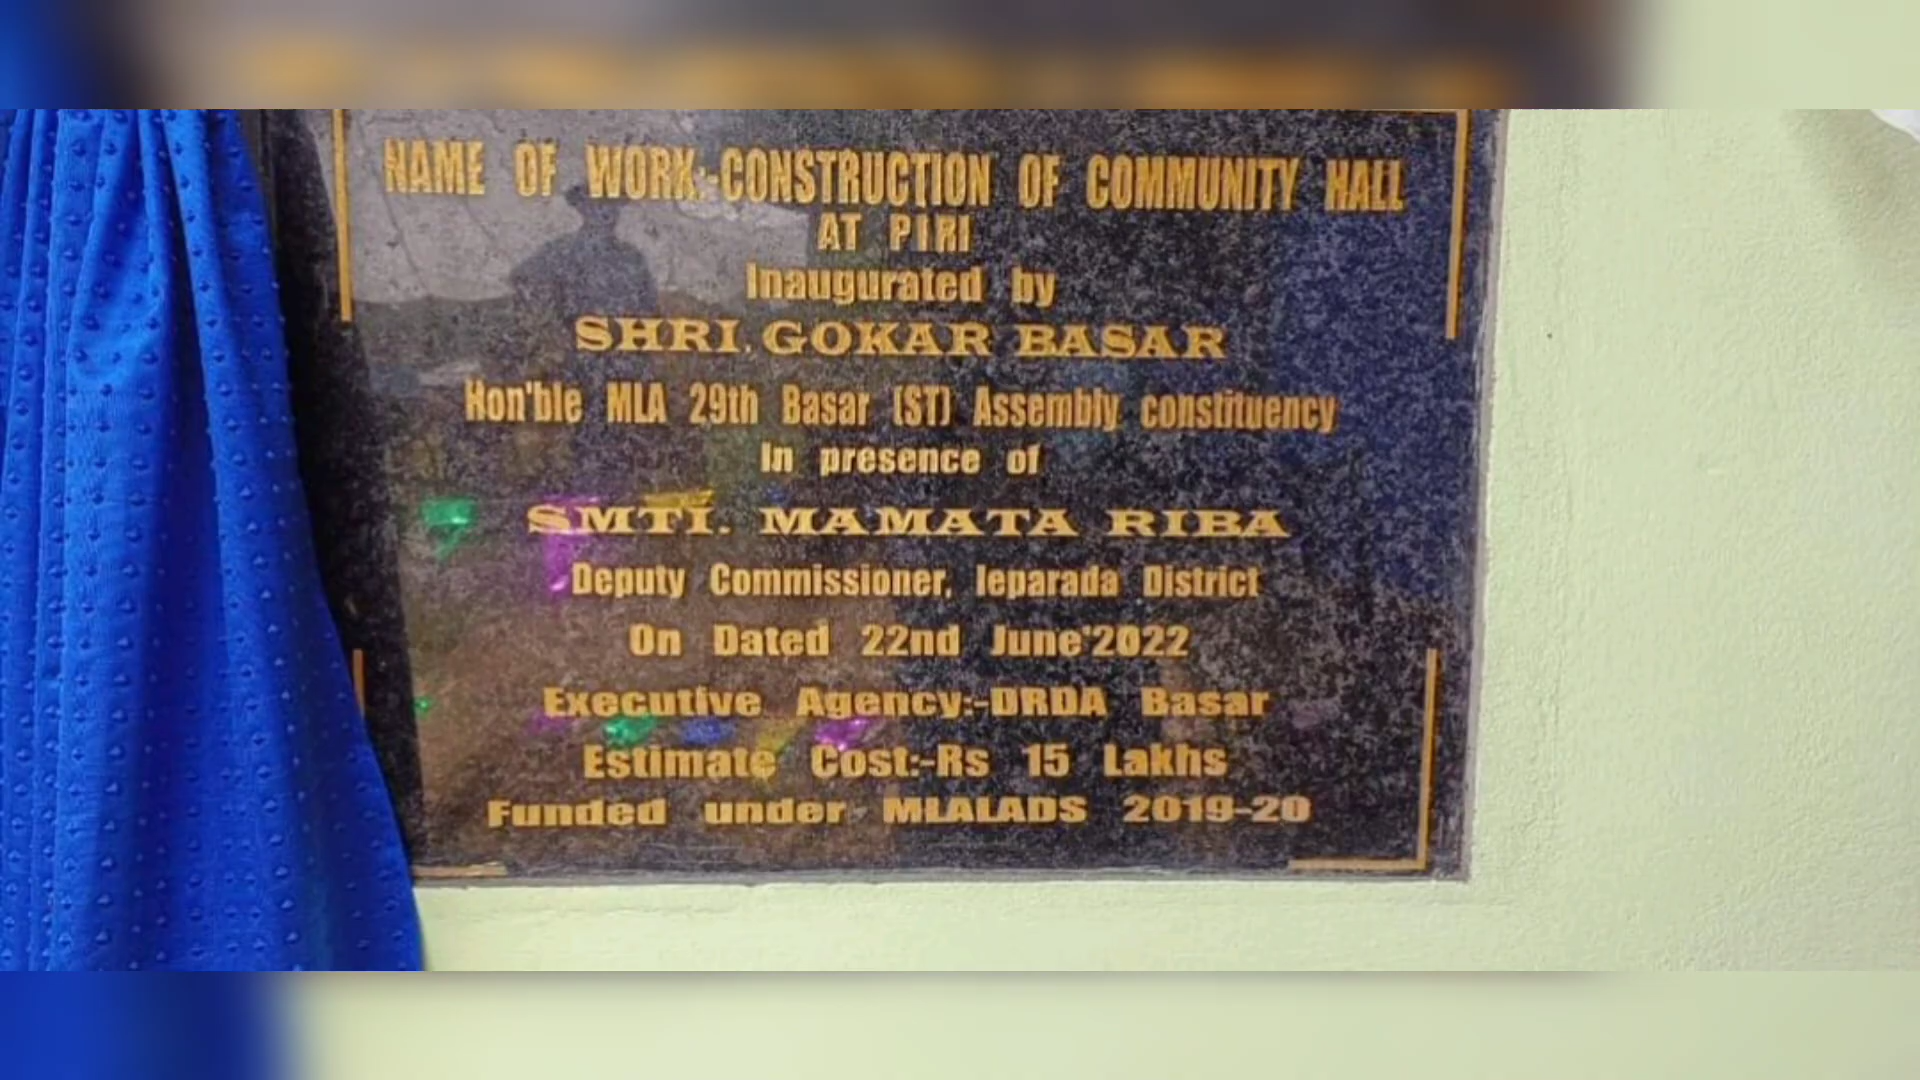 NAME OF WORK:-CONSTRUCTION OF COMMUNITY HALL
AT PIRI
Inaugurated by
SHRI. GOKAR BASAR
Hon'ble MLA 29th Basar (ST) Assembly constituency
In presence of
SMTI. MAMATA RIBA
Deputy Commissioner, leparada District
On Dated 22nd June'2022
Executive Agency:-DRDA Basar
Estimate Cost:-Rs 15 Lakhs
Funded under MLALADS 2019-20